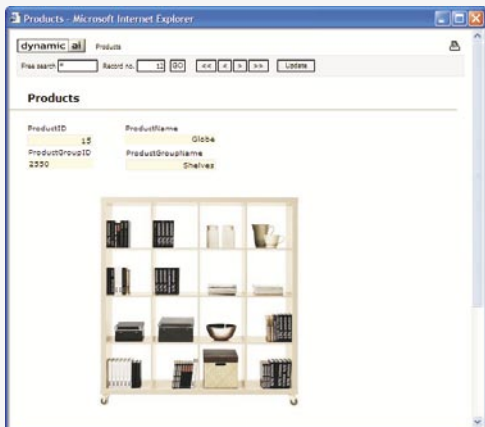 Products - Microsoft Internet Explorer
dynamic ai Products
Free search * Record no. 12 GO << < > >> Update
Products
ProductID ProductName
15 Globe
ProductGroupID ProductGroupName
2550 Shelves